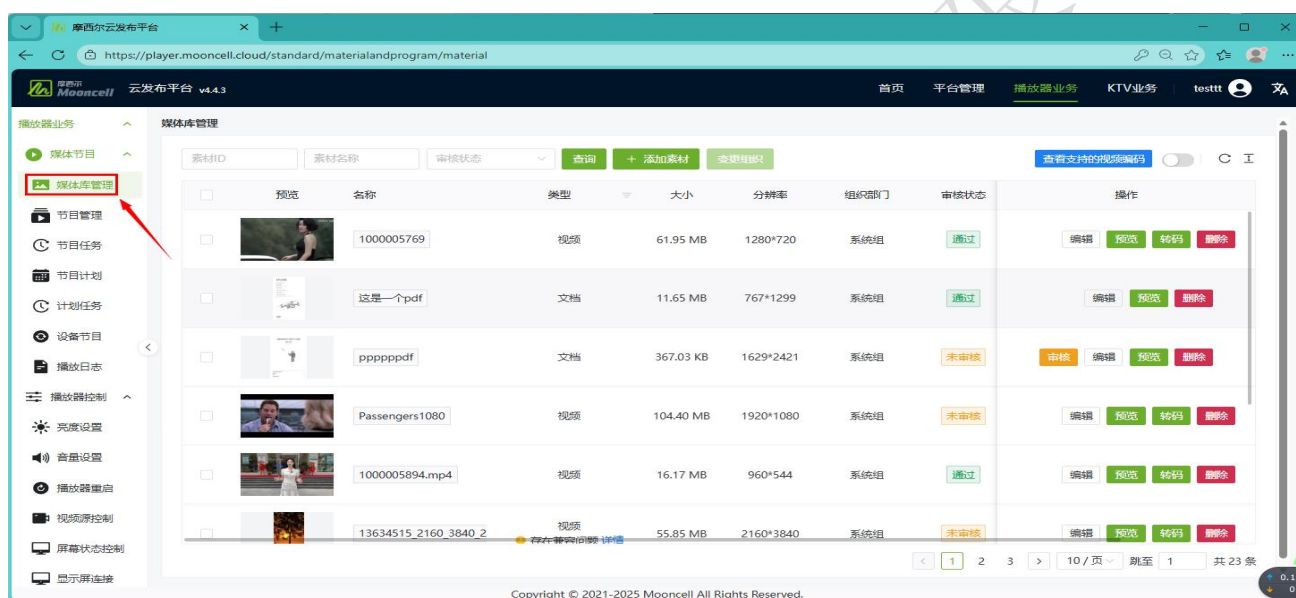 摩西尔云发布平台
https://player.mooncell.cloud/standard/materialandprogram/material
摩西尔 Mooncell 云发布平台 v4.4.3 首页 平台管理 播放器业务 KTV业务 testtt
播放器业务 媒体库管理
媒体节目 素材ID 素材名称 审核状态 查询 + 添加素材 变更组织 查看支持的视频编码
媒体库管理 预览 名称 类型 大小 分辨率 组织部门 审核状态 操作
节目管理
节目任务 1000005769 视频 61.95 MB 1280*720 系统组 通过 编辑 预览 转码 删除
节目计划
计划任务 这是一个pdf 文档 11.65 MB 767*1299 系统组 通过 编辑 预览 删除
设备节目
播放日志 ppppppdf 文档 367.03 KB 1629*2421 系统组 未审核 审核 编辑 预览 删除
播放器控制
亮度设置 Passengers1080 视频 104.40 MB 1920*1080 系统组 未审核 编辑 预览 转码 删除
音量设置
播放器重启 1000005894.mp4 视频 16.17 MB 960*544 系统组 通过 编辑 预览 转码 删除
视频源控制
屏幕状态控制 13634515_2160_3840_2 视频 存在兼容问题 详情 55.85 MB 2160*3840 系统组 未审核 编辑 预览 转码 删除
显示屏连接 1 2 3 10 / 页 跳至 1 共 23 条
Copyright © 2021-2025 Mooncell All Rights Reserved.